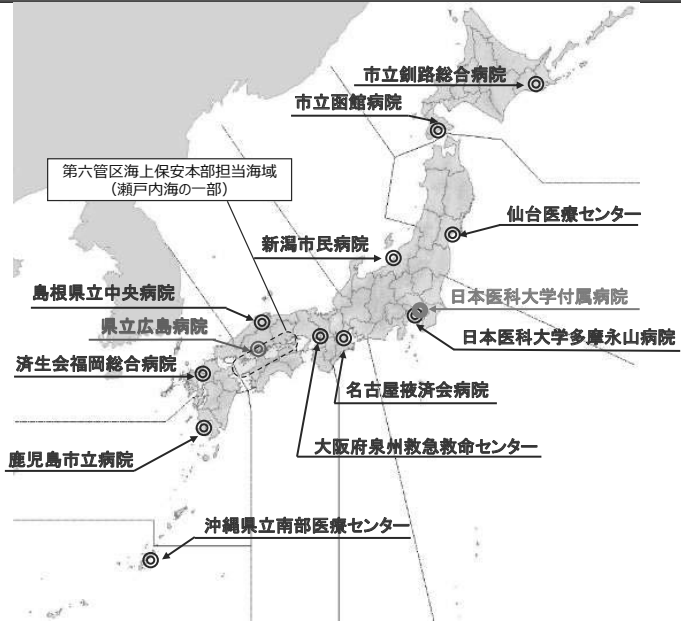 市立釧路総合病院
市立函館病院
第六管区海上保安本部担当海域
（瀬戸内海の一部）
仙台医療センター
新潟市民病院
島根県立中央病院
日本医科大学付属病院
県立広島病院
日本医科大学多摩永山病院
済生会福岡総合病院
名古屋掖済会病院
大阪府泉州救急救命センター
鹿児島市立病院
沖縄県立南部医療センター